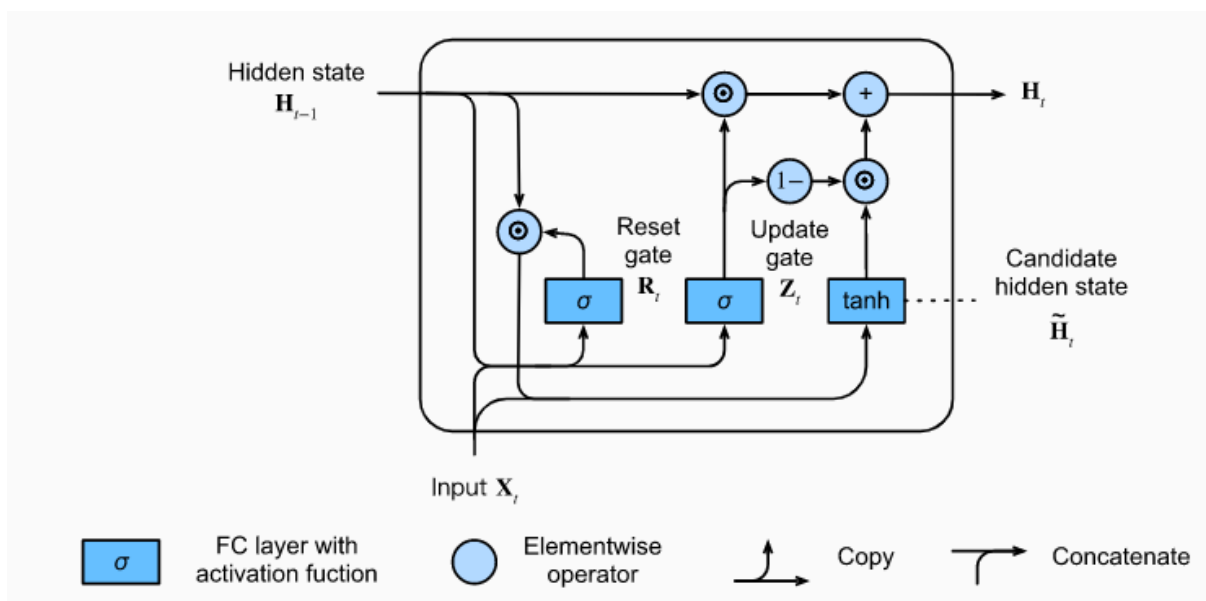 Hidden state
H_{t−1}
H_t
1−
Reset
gate
R_t
Update
gate
Z_t
Candidate
hidden state
H̃_t
σ
σ
tanh
Input X_t
σ
FC layer with
activation fuction
Elementwise
operator
Copy
Concatenate
⊙
+
⊙
⊙